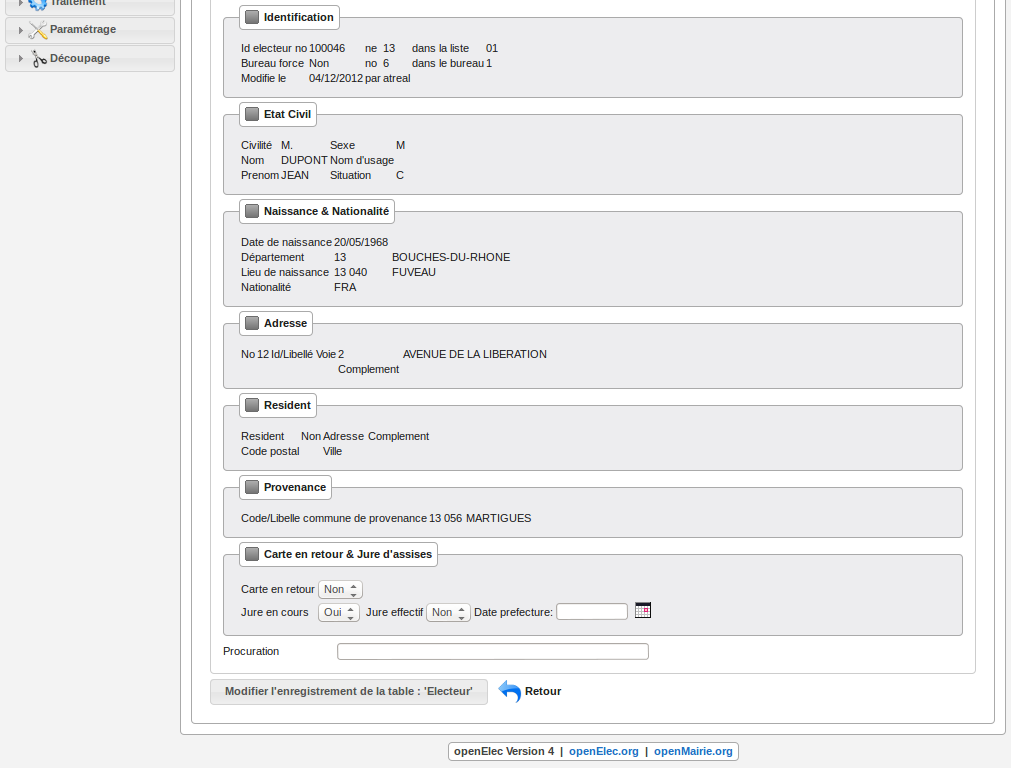 Traitement
Paramétrage
Découpage
Identification
Id electeur no 100046 ne 13 dans la liste 01
Bureau force Non no 6 dans le bureau 1
Modifie le 04/12/2012 par atreal
Etat Civil
Civilité M. Sexe M
Nom DUPONT Nom d'usage
Prenom JEAN Situation C
Naissance & Nationalité
Date de naissance 20/05/1968
Département 13 BOUCHES-DU-RHONE
Lieu de naissance 13 040 FUVEAU
Nationalité FRA
Adresse
No 12 Id/Libellé Voie 2 AVENUE DE LA LIBERATION
Complement
Resident
Resident Non Adresse Complement
Code postal Ville
Provenance
Code/Libelle commune de provenance 13 056 MARTIGUES
Carte en retour & Jure d'assises
Carte en retour Non
Jure en cours Oui Jure effectif Non Date prefecture:
Procuration
Modifier l'enregistrement de la table : 'Electeur' Retour
openElec Version 4 | openElec.org | openMairie.org